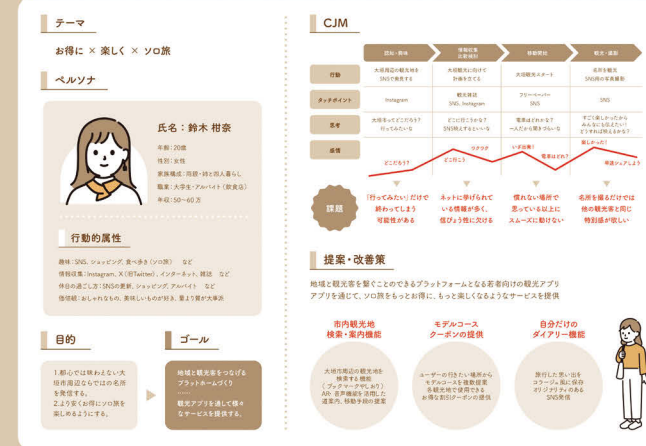 テーマ
お得に × 楽しく × ソロ旅
ペルソナ
氏名：鈴木 柑奈
年齢：20歳
性別：女性
家族構成：両親・姉と四人暮らし
職業：大学生・アルバイト（飲食店）
年収：50〜60 万
行動的属性
趣味：SNS、ショッピング、食べ歩き（ソロ旅） など
情報収集：Instagram、X（旧Twitter）、インターネット、雑誌 など
休日の過ごし方：SNSの更新、ショッピング、アルバイト など
価値観：おしゃれなもの、美味しいものが好き、量より質が大事派
目的
1.都心では味わえない大
垣市周辺ならではの名所
を発信する。
2.より安くお得にソロ旅を
楽しめるようにする。
ゴール
地域と観光客をつなげる
プラットホームづくり
……
観光アプリを通して様々
なサービスを提供する。
CJM
認知・興味
情報収集
比較検討
移動開始
観光・撮影
行動
大垣周辺の観光地を
SNSで発見する
大垣観光に向けて
計画を立てる
大垣観光スタート
名所を観光
SNS用の写真撮影
タッチポイント
Instagram
観光雑誌
SNS、Instagram
フリーペーパー
SNS
SNS
思考
大垣市ってどこだろう？
行ってみたいな
どこに行こうかな？
SNS映えするといいな
電車はどれかな？
一人だから聞きづらいな
すごく楽しかったから
みんなにも伝えたい！
どうすれば映えるかな？
感情
どこだろう？
ワクワク
どこ行こう
いざ出発！
電車はどれ？
楽しかった！
早速シェアしよう
課題
「行ってみたい」だけで
終わってしまう
可能性がある
ネットに挙げられて
いる情報が多く、
信ぴょう性に欠ける
慣れない場所で
思っている以上に
スムーズに動けない
名所を撮るだけでは
他の観光客と同じ
特別感が欲しい
提案・改善策
地域と観光客を繋ぐことのできるプラットフォームとなる若者向けの観光アプリ
アプリを通じて、ソロ旅をもっとお得に、もっと楽しくなるようなサービスを提供
市内観光地
検索・案内機能
大垣市周辺の観光地を
検索する機能
（ブックマークやしおり）
AR・音声機能を活用した
道案内、移動手段の提案
モデルコース
クーポンの提供
ユーザーの行きたい場所から
モデルコースを複数提案
各観光地で使用できる
お得な割引クーポンの提供
自分だけの
ダイアリー機能
旅行した思い出を
コラージュ風に保存
オリジナリティのある
SNS発信